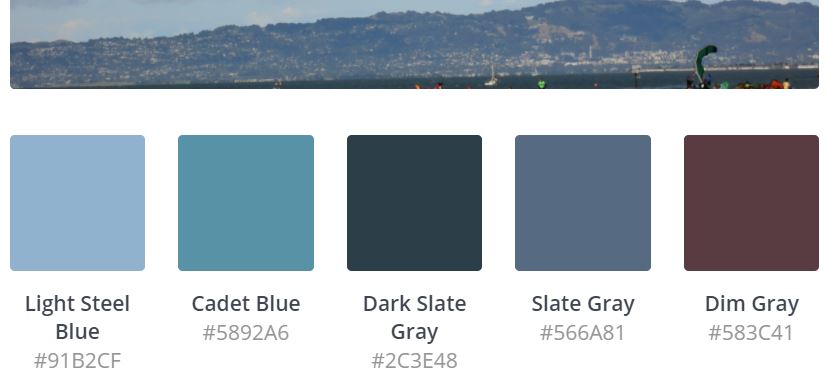 Light Steel
Blue
#91B2CF
Cadet Blue
#5892A6
Dark Slate
Gray
#2C3E48
Slate Gray
#566A81
Dim Gray
#583C41